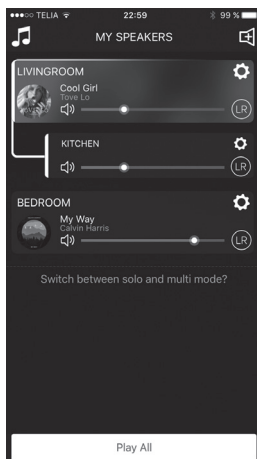 TELIA 22:59 99 %
MY SPEAKERS
LIVINGROOM
Cool Girl
Tove Lo
LR
KITCHEN
LR
BEDROOM
My Way
Calvin Harris
LR
Switch between solo and multi mode?
Play All